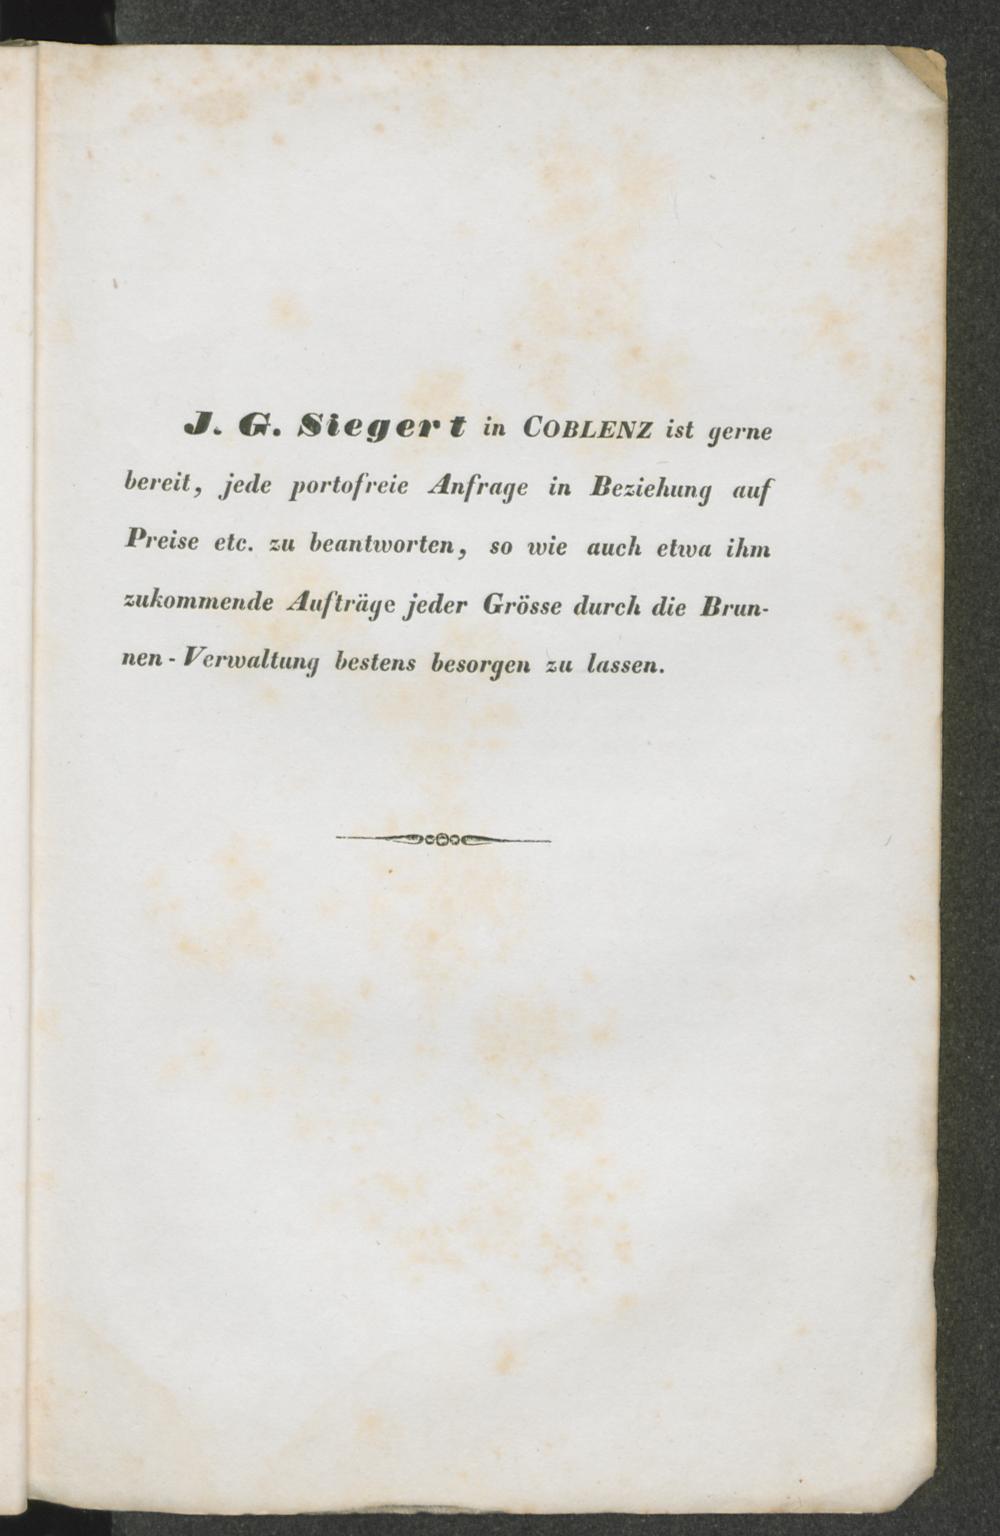 J. G. Siegert in COBLENZ ist gerne
bereit, jede portofreie Anfrage in Beziehung auf
Preise etc. zu beantworten, so wie auch etwa ihm
zukommende Aufträge jeder Grösse durch die Brun-
nen-Verwaltung bestens besorgen zu lassen.